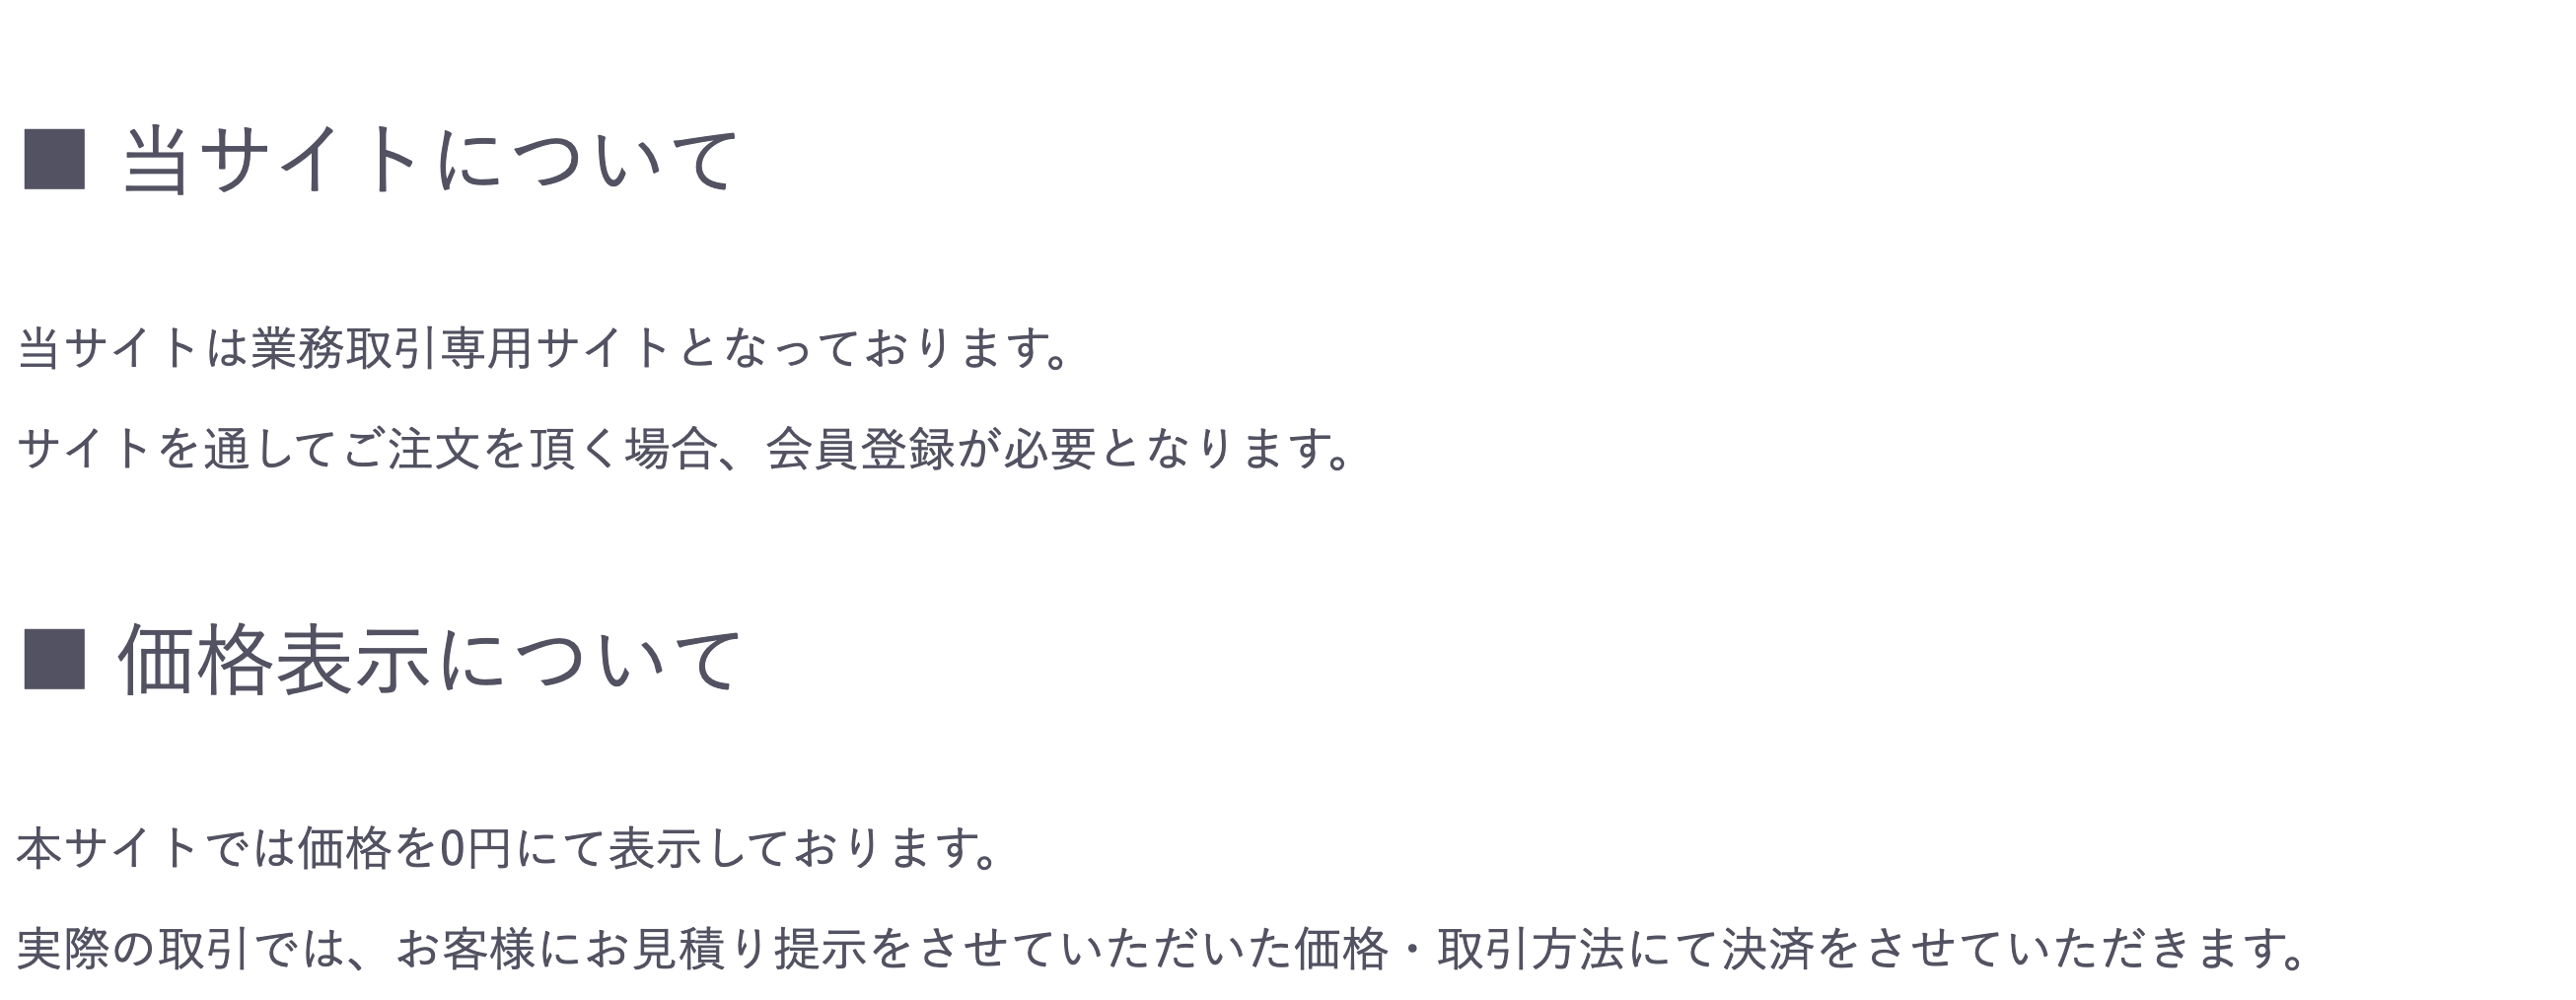 ■ 当サイトについて
当サイトは業務取引専用サイトとなっております。
サイトを通してご注文を頂く場合、会員登録が必要となります。
■ 価格表示について
本サイトでは価格を0円にて表示しております。
実際の取引では、お客様にお見積り提示をさせていただいた価格・取引方法にて決済をさせていただきます。